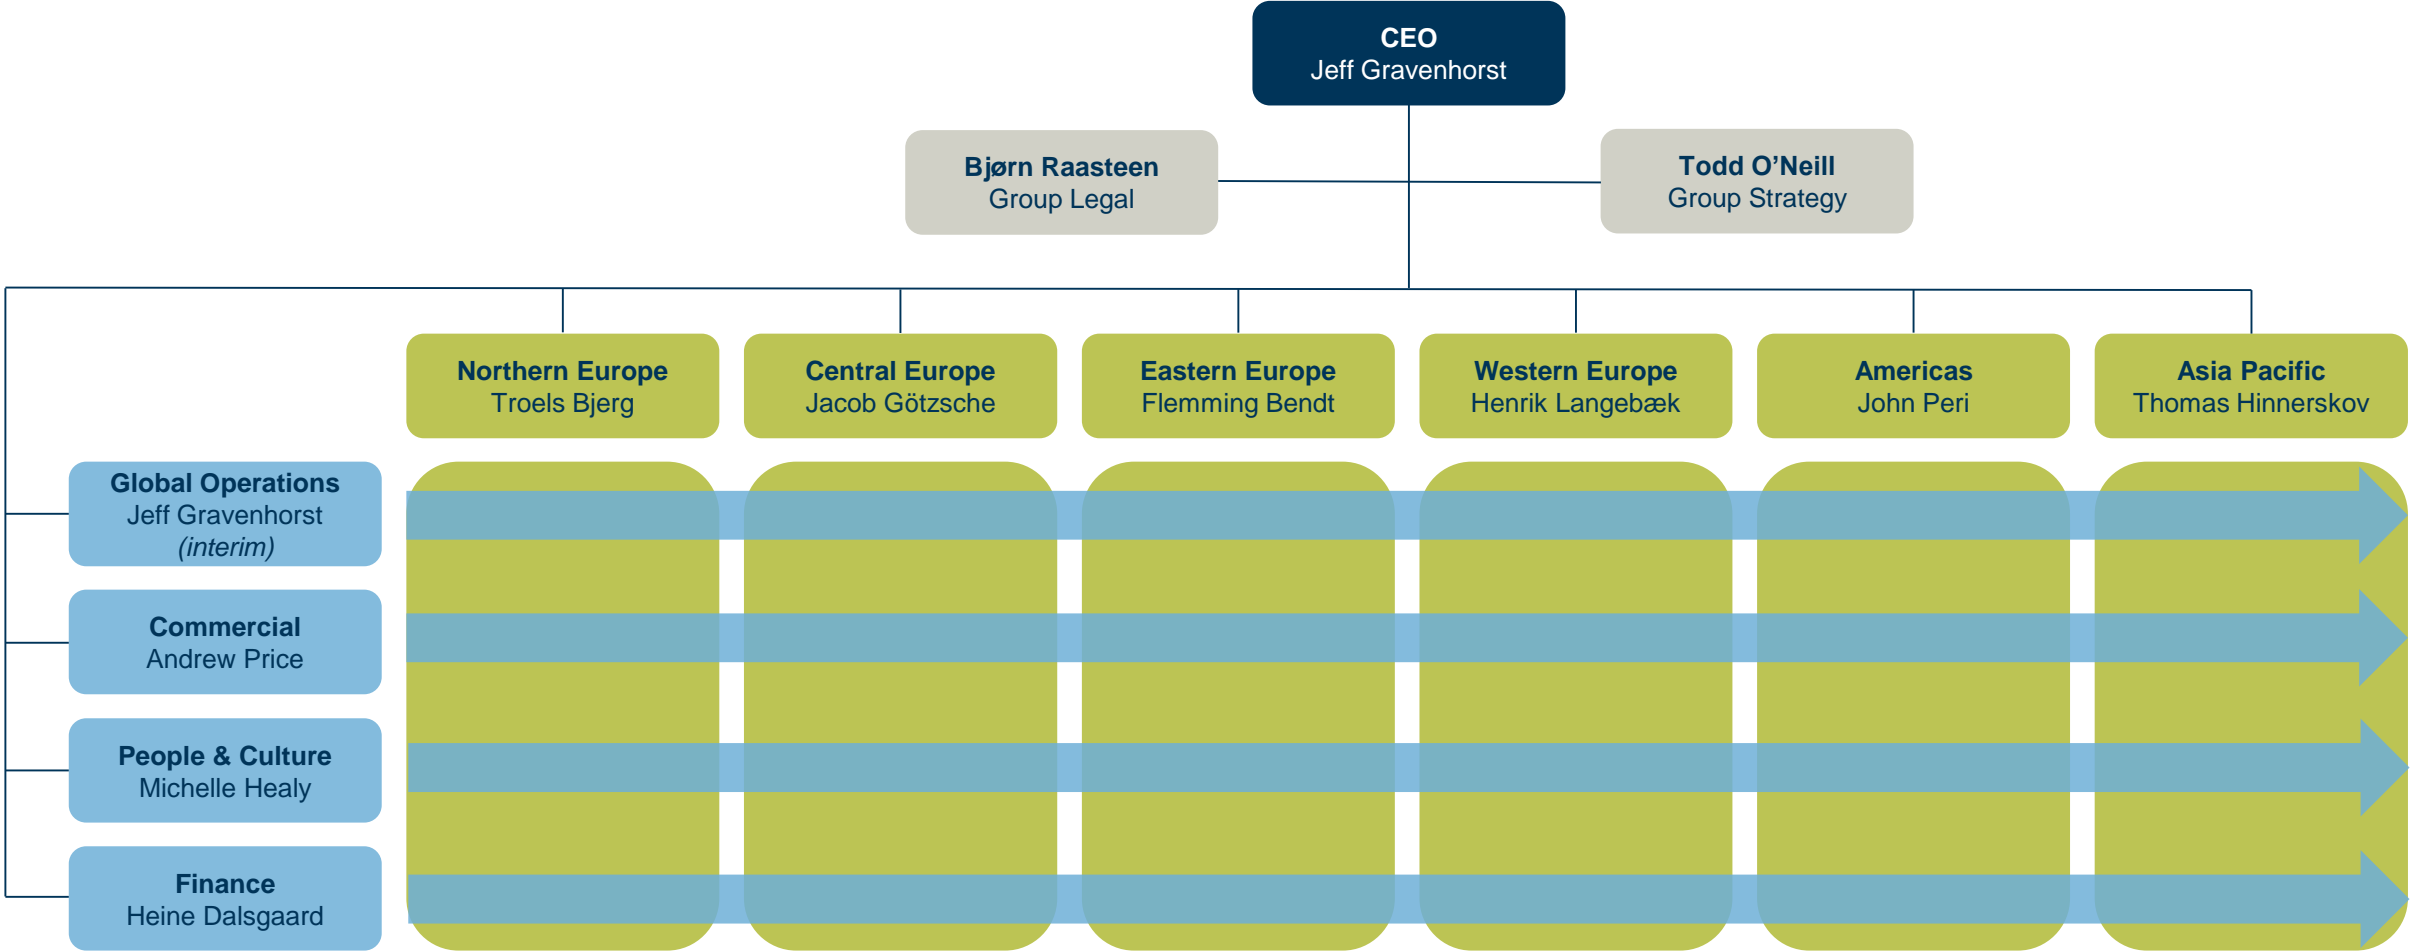 CEO
Jeff Gravenhorst
Bjørn Raasteen
Group Legal
Todd O’Neill
Group Strategy
Northern Europe
Troels Bjerg
Central Europe
Jacob Götzsche
Eastern Europe
Flemming Bendt
Western Europe
Henrik Langebæk
Americas
John Peri
Asia Pacific
Thomas Hinnerskov
Global Operations
Jeff Gravenhorst
(interim)
Commercial
Andrew Price
People & Culture
Michelle Healy
Finance
Heine Dalsgaard